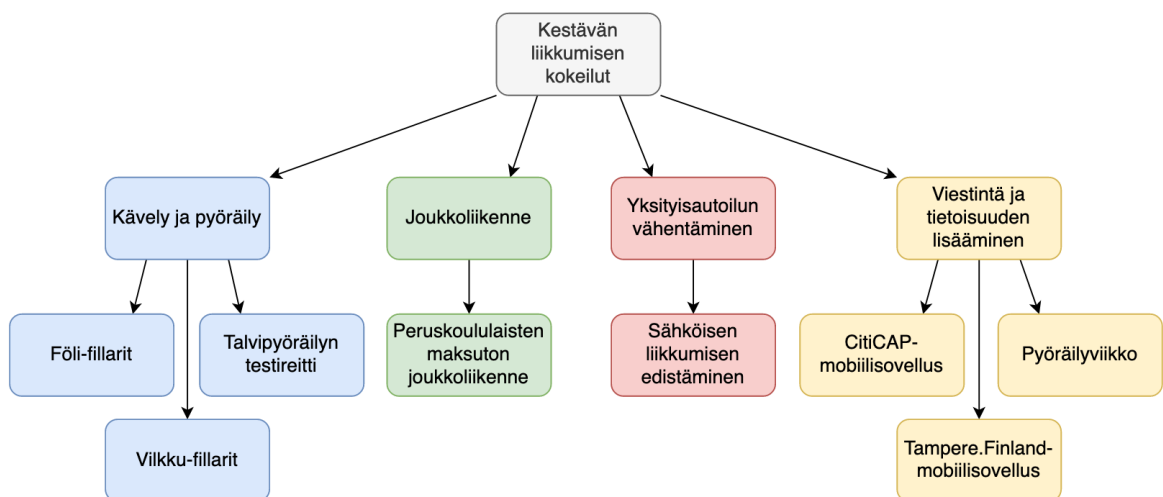 Kestävän
liikkumisen
kokeilut
Kävely ja pyöräily
Joukkoliikenne
Yksityisautoilun
vähentäminen
Viestintä ja
tietoisuuden
lisääminen
Föli-fillarit
Talvipyöräilyn
testireitti
Peruskoululaisten
maksuton
joukkoliikenne
Sähköisen
liikkumisen
edistäminen
CitiCAP-
mobiilisovellus
Pyöräilyviikko
Vilkku-fillarit
Tampere.Finland-
mobiilisovellus